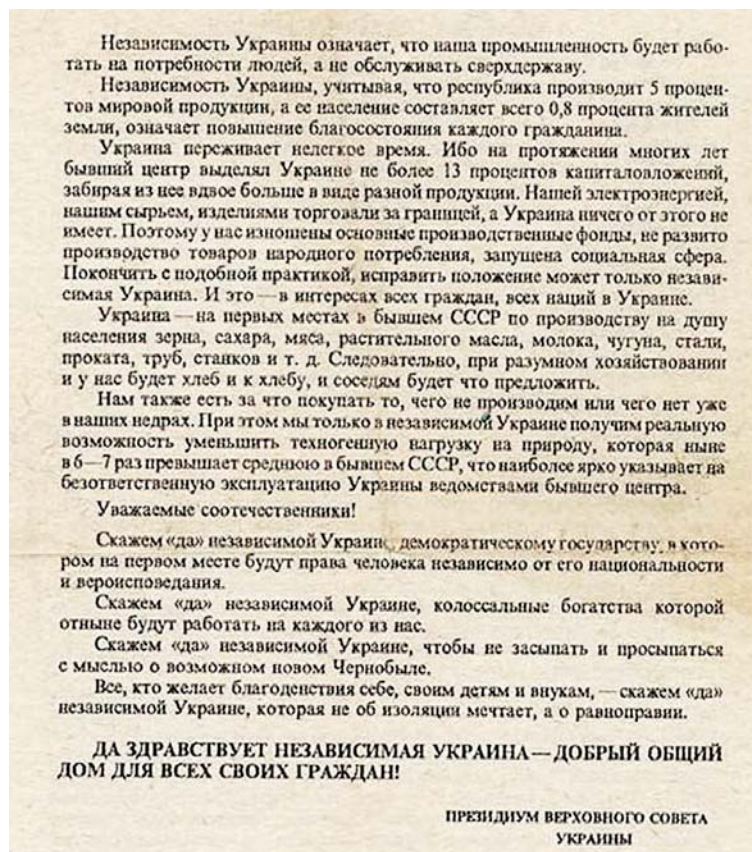 Независимость Украины означает, что наша промышленность будет рабо-
тать на потребности людей, а не обслуживать сверхдержаву.
Независимость Украины, учитывая, что республика производит 5 процен-
тов мировой продукции, а ее население составляет всего 0,8 процента жителей
земли, означает повышение благосостояния каждого гражданина.
Украина переживает нелегкое время. Ибо на протяжении многих лет
бывший центр выделял Украине не более 13 процентов капиталовложений,
забирая из нее вдвое больше в виде разной продукции. Нашей электроэнергией,
нашим сырьем, изделиями торговали за границей, а Украина ничего от этого не
имеет. Поэтому у нас изношены основные производственные фонды, не развито
производство товаров народного потребления, запущена социальная сфера.
Покончить с подобной практикой, исправить положение может только незави-
симая Украина. И это — в интересах всех граждан, всех наций в Украине.
Украина — на первых местах в бывшем СССР по производству на душу
населения зерна, сахара, мяса, растительного масла, молока, чугуна, стали,
проката, труб, станков и т. д. Следовательно, при разумном хозяйствовании
и у нас будет хлеб и к хлебу, и соседям будет что предложить.
Нам также есть за что покупать то, чего не производим или чего нет уже
в наших недрах. При этом мы только в независимой Украине получим реальную
возможность уменьшить техногенную нагрузку на природу, которая ныне
в 6—7 раз превышает среднюю в бывшем СССР, что наиболее ярко указывает на
безответственную эксплуатацию Украины ведомствами бывшего центра.
Уважаемые соотечественники!
Скажем «да» независимой Украине, демократическому государству, в кото-
ром на первом месте будут права человека независимо от его национальности
и вероисповедания.
Скажем «да» независимой Украине, колоссальные богатства которой
отныне будут работать на каждого из нас.
Скажем «да» независимой Украине, чтобы не засыпать и просыпаться
с мыслью о возможном новом Чернобыле.
Все, кто желает благоденствия себе, своим детям и внукам, — скажем «да»
независимой Украине, которая не об изоляции мечтает, а о равноправии.
ДА ЗДРАВСТВУЕТ НЕЗАВИСИМАЯ УКРАИНА—ДОБРЫЙ ОБЩИЙ
ДОМ ДЛЯ ВСЕХ СВОИХ ГРАЖДАН!
ПРЕЗИДИУМ ВЕРХОВНОГО СОВЕТА
УКРАИНЫ